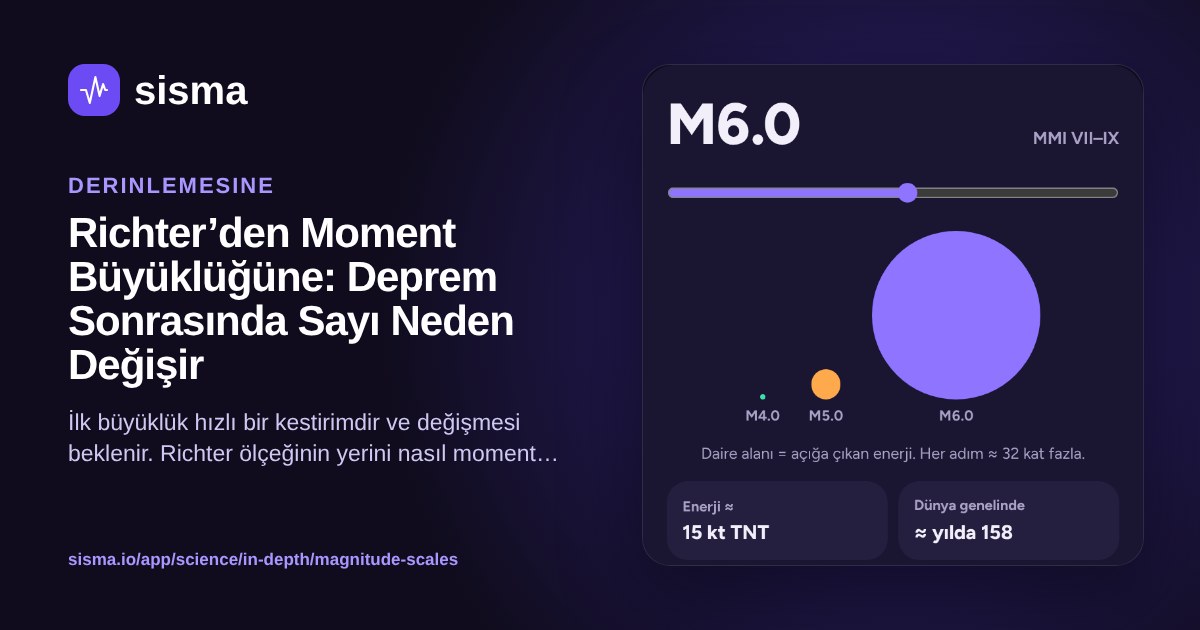 sisma
DERINLEMESINE
Richter’den Moment
Büyüklüğüne: Deprem
Sonrasında Sayı Neden
Değişir
İlk büyüklük hızlı bir kestirimdir ve değişmesi
beklenir. Richter ölçeğinin yerini nasıl moment…
sisma.io/app/science/in-depth/magnitude-scales
M6.0
MMI VII–IX
M4.0
M5.0
M6.0
Daire alanı = açığa çıkan enerji. Her adım ≈ 32 kat fazla.
Enerji ≈
15 kt TNT
Dünya genelinde
≈ yılda 158